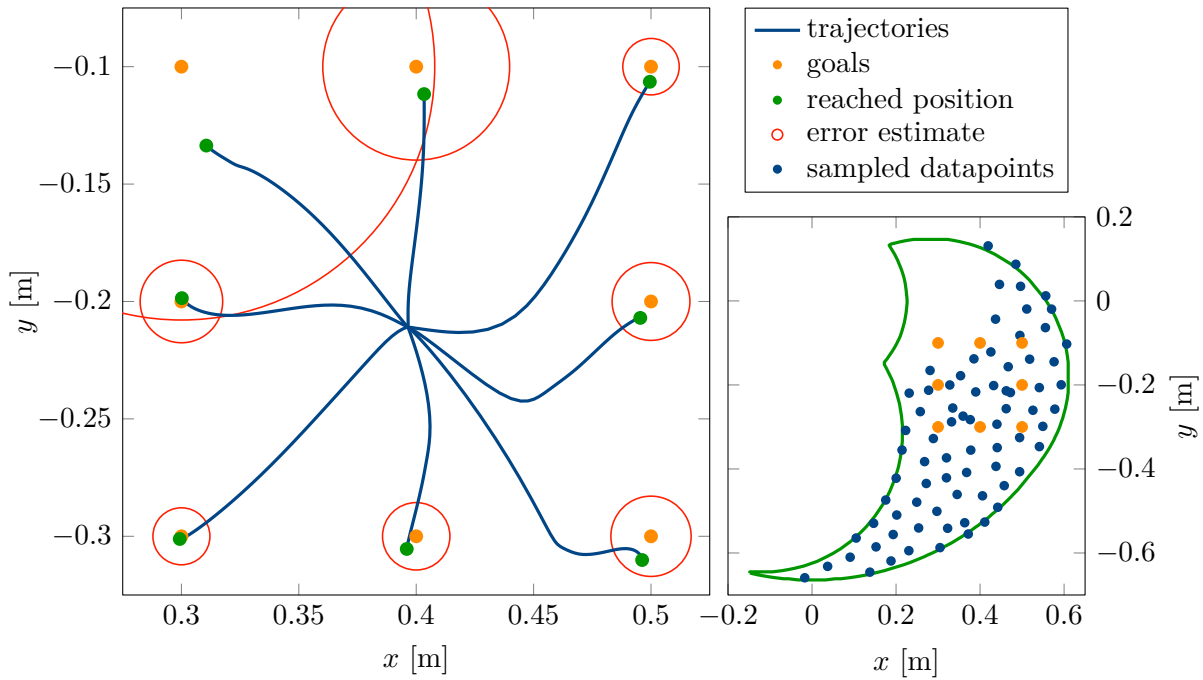 −0.1
−0.15
−0.2
−0.25
−0.3
y [m]
0.3
0.35
0.4
0.45
0.5
x [m]
trajectories
goals
reached position
error estimate
sampled datapoints
0.2
0
−0.2
−0.4
−0.6
y [m]
−0.2
0
0.2
0.4
0.6
x [m]